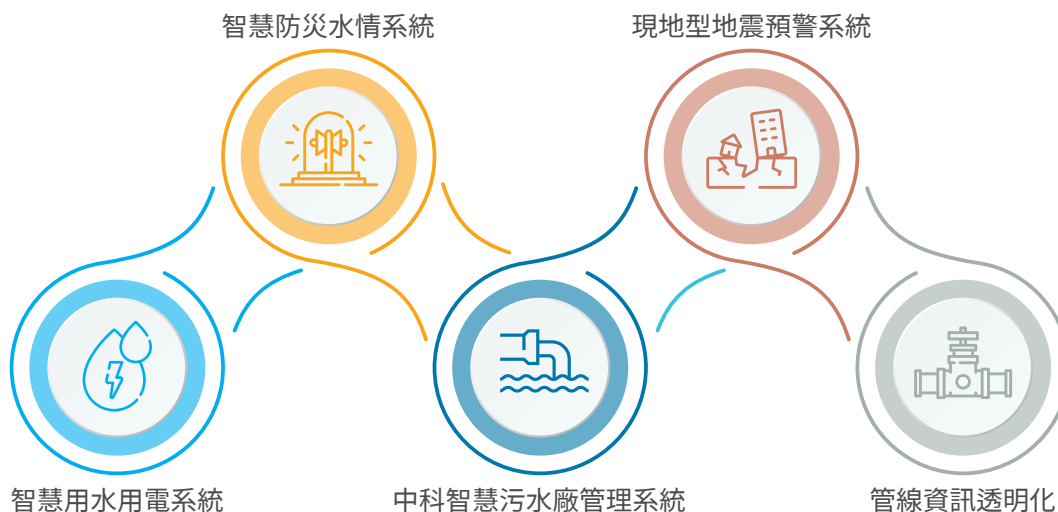 智慧防災水情系統
現地型地震預警系統
智慧用水用電系統
中科智慧污水廠管理系統
管線資訊透明化